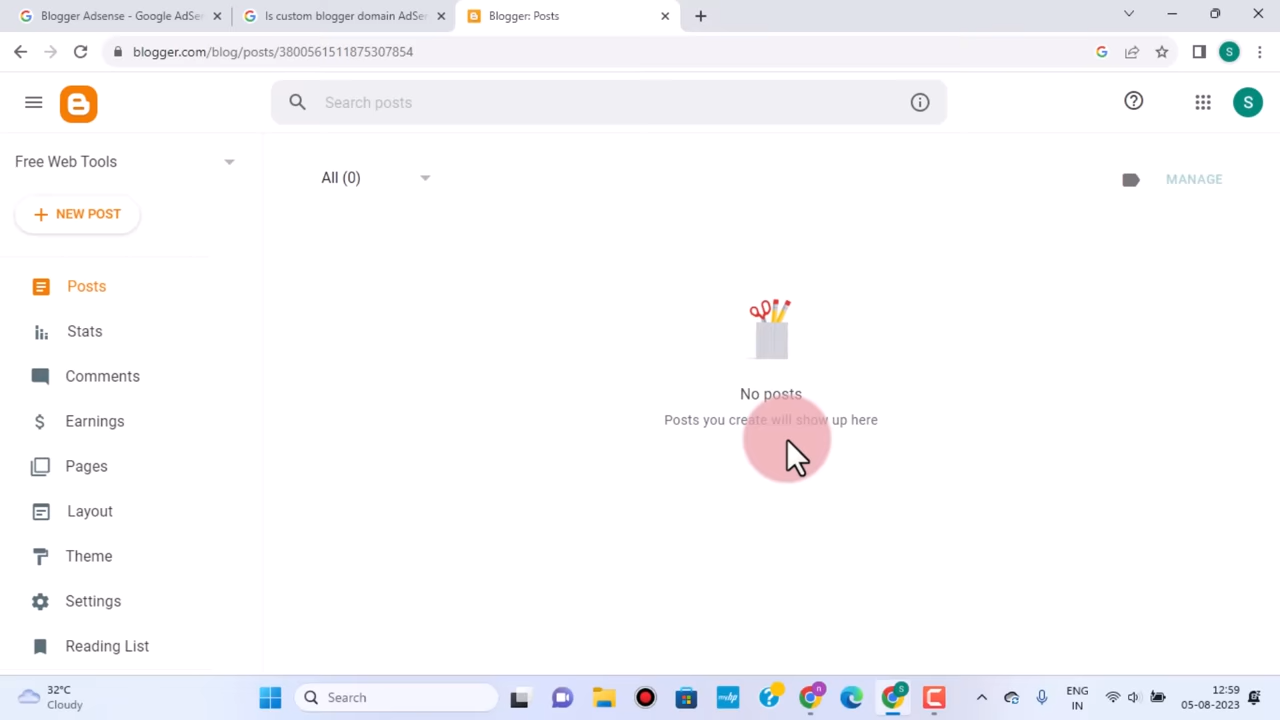 Blogger Adsense - Google AdSe
Is custom blogger domain AdSe
Blogger: Posts
blogger.com/blog/posts/3800561511875307854
S
Search posts
S
Free Web Tools
All (0)
MANAGE
NEW POST
Posts
Stats
Comments
Earnings
Pages
Layout
Theme
Settings
Reading List
No posts
Posts you create will show up here
32°C
Cloudy
Search
myhp
n
S
ENG
IN
12:59
05-08-2023